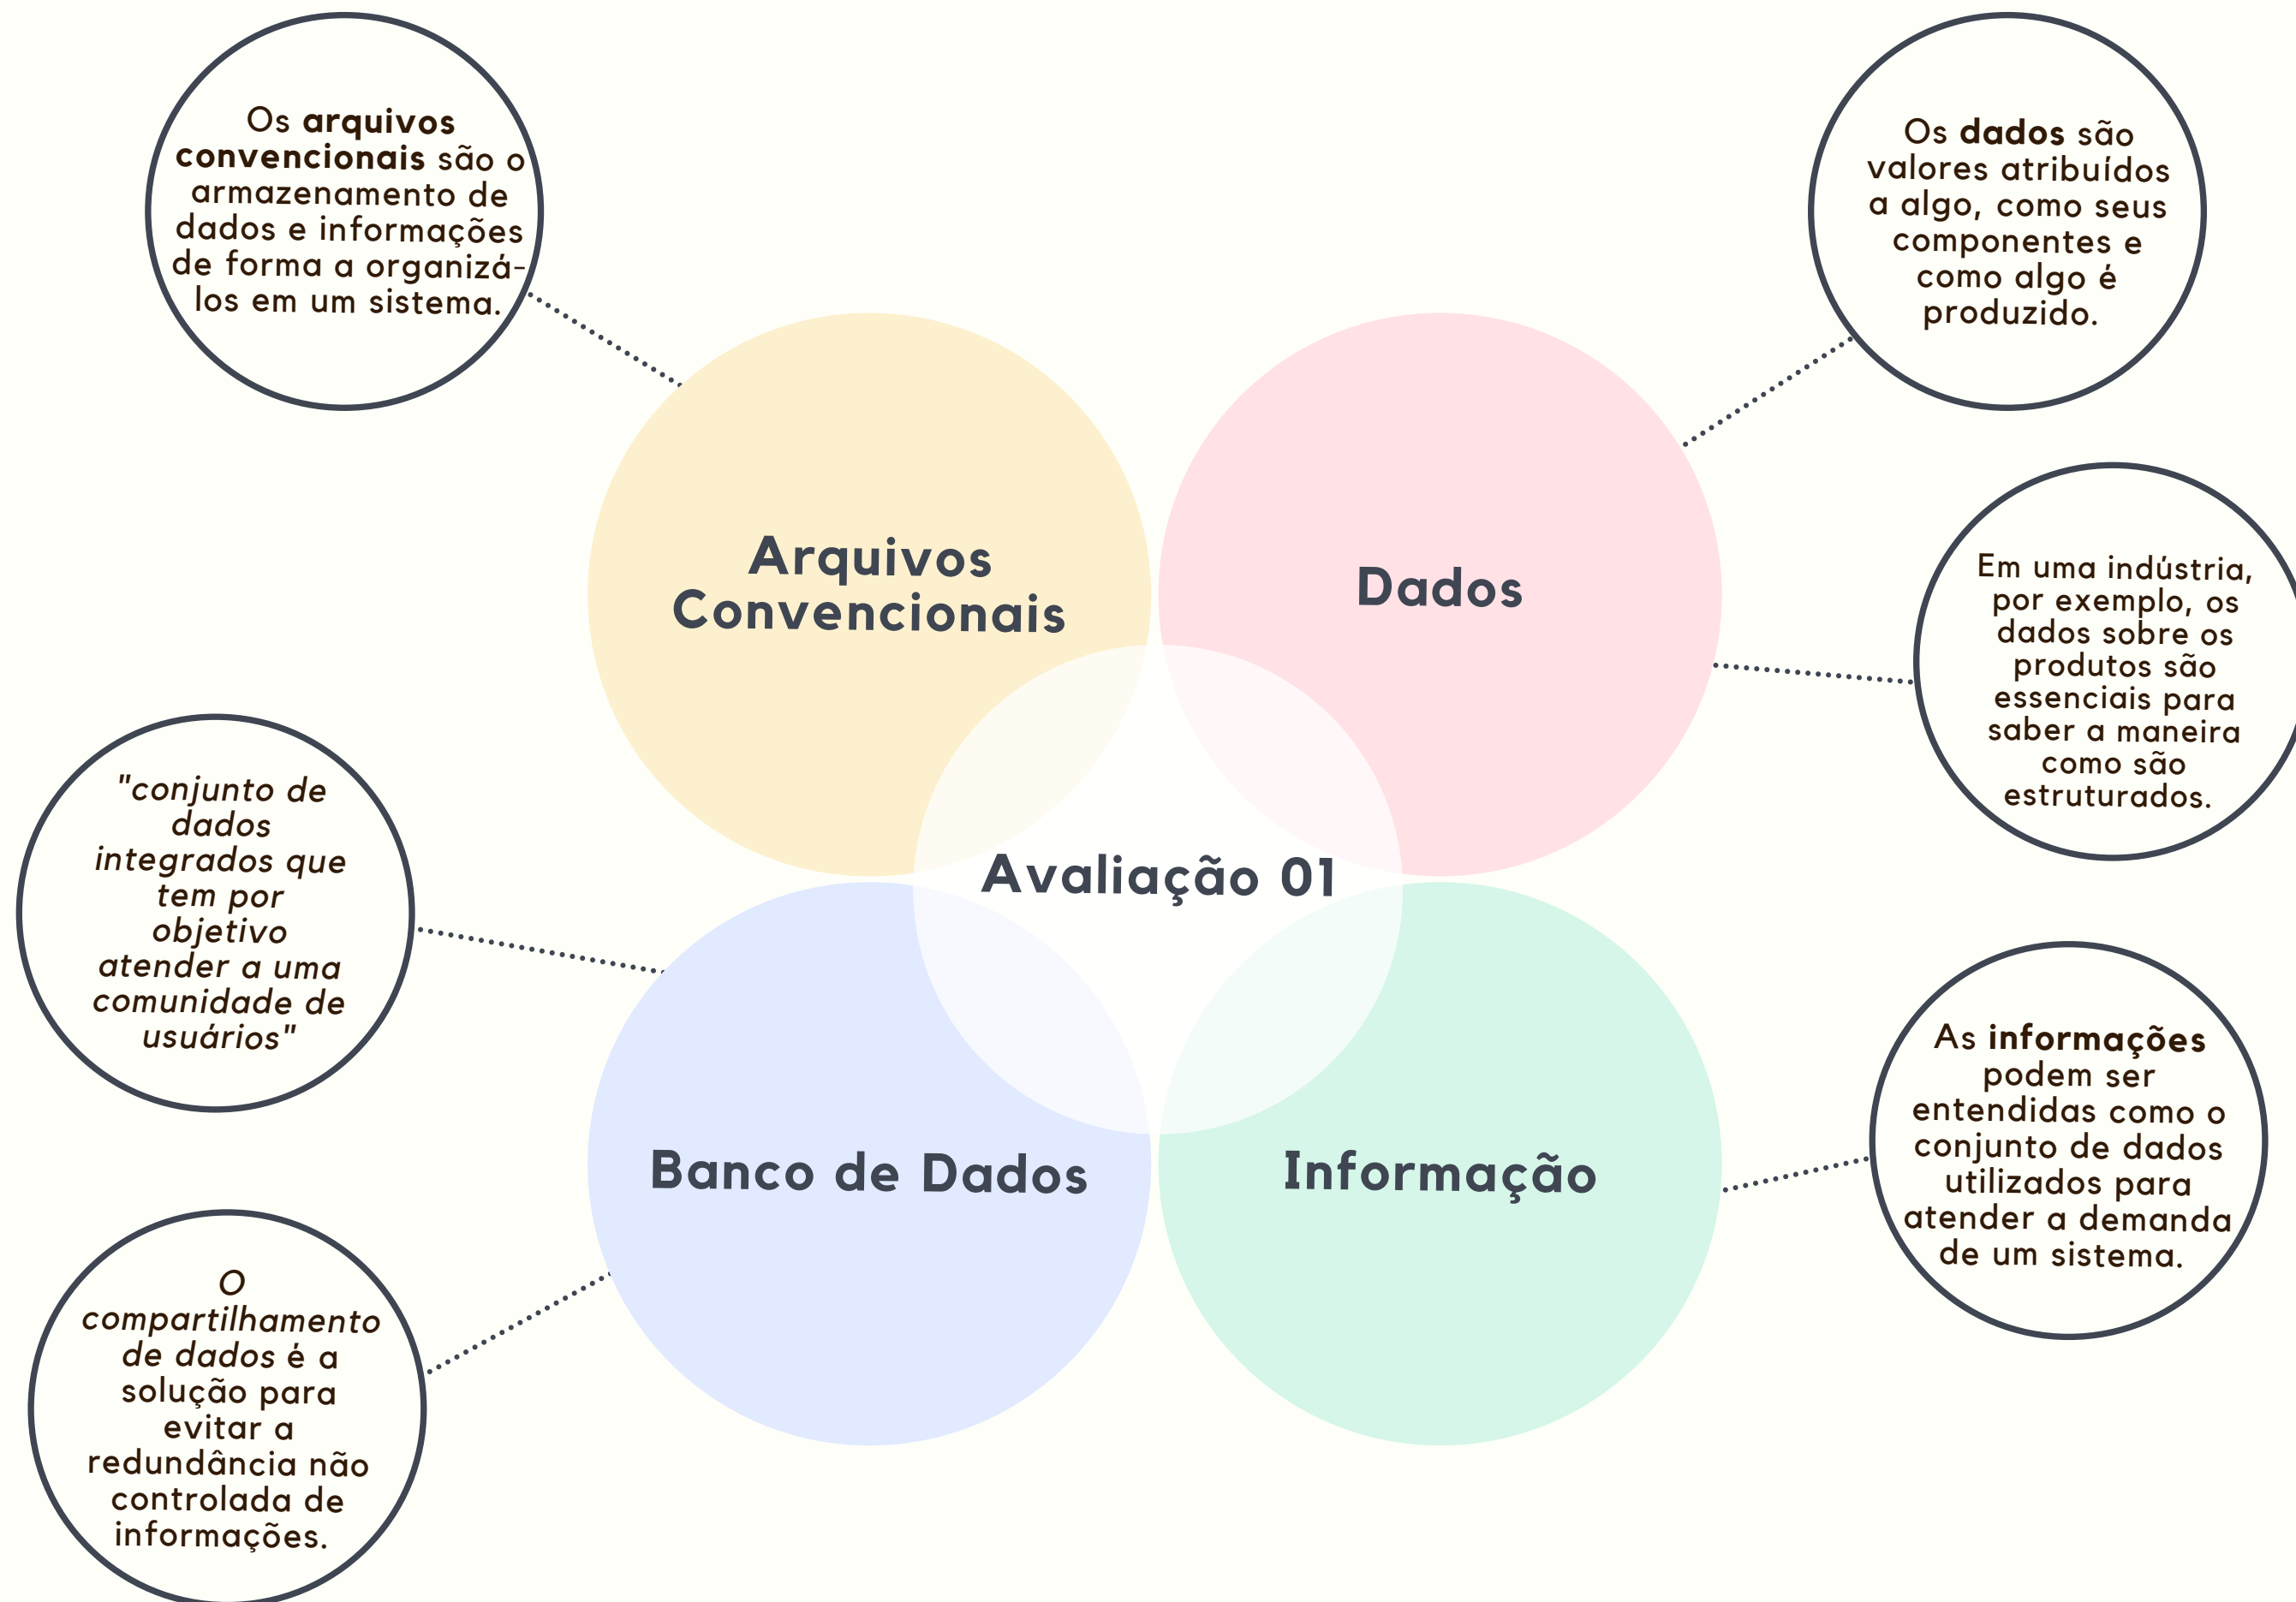 Os arquivos
convencionais são o
armazenamento de
dados e informações
de forma a organizá-
los em um sistema.
Os dados são
valores atribuídos
a algo, como seus
componentes e
como algo é
produzido.
Arquivos
Convencionais
Dados
Em uma indústria,
por exemplo, os
dados sobre os
produtos são
essenciais para
saber a maneira
como são
estruturados.
"conjunto de
dados
integrados que
tem por
objetivo
atender a uma
comunidade de
usuários"
Avaliação 01
Banco de Dados
Informação
As informações
podem ser
entendidas como o
conjunto de dados
utilizados para
atender a demanda
de um sistema.
O
compartilhamento
de dados é a
solução para
evitar a
redundância não
controlada de
informações.